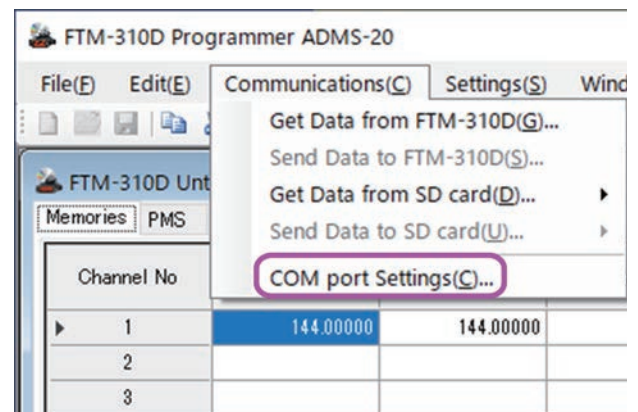 FTM-310D Programmer ADMS-20
File(F) Edit(E) Communications(C) Settings(S) Wind
Get Data from FTM-310D(G)...
Send Data to FTM-310D(S)...
Get Data from SD card(D)...
Send Data to SD card(U)...
COM port Settings(C)...
FTM-310D Unt
Memories PMS
Channel No
1 144.00000 144.00000
2
3